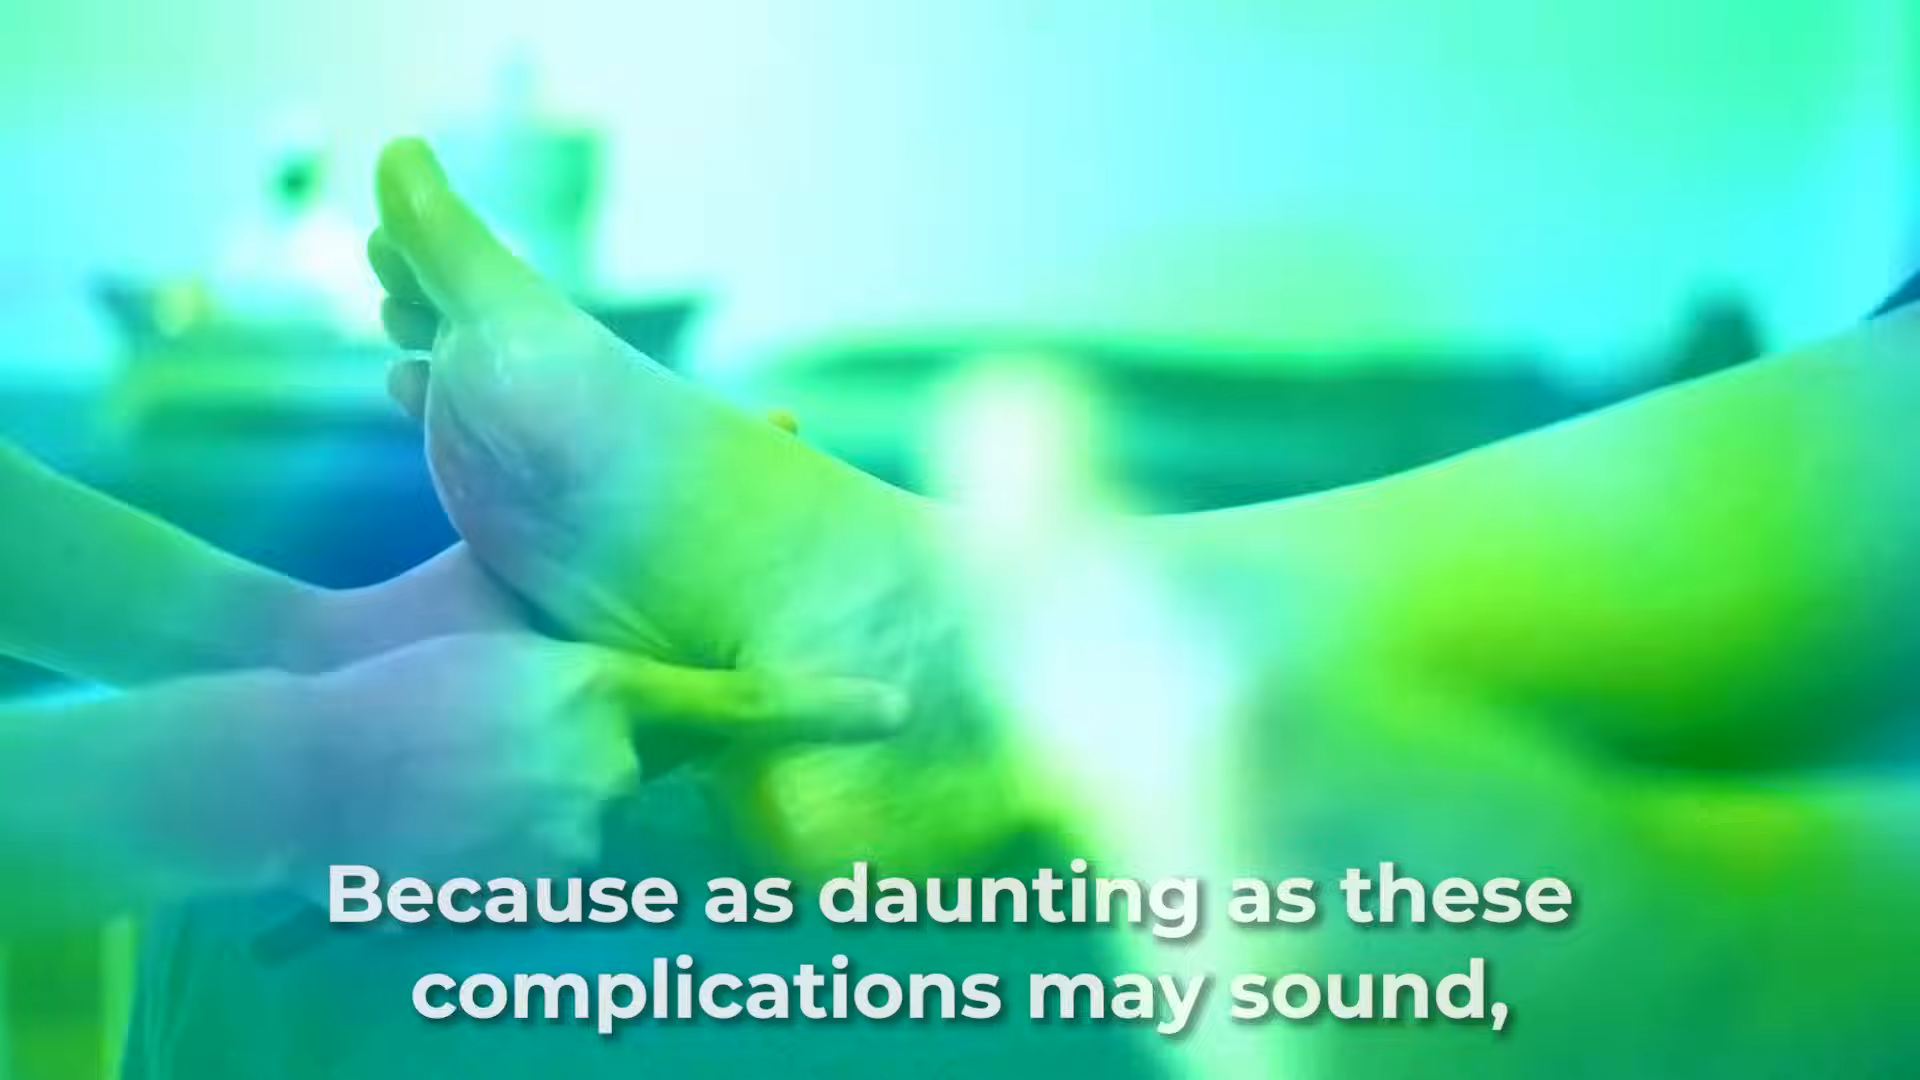 Because as daunting as these
complications may sound,